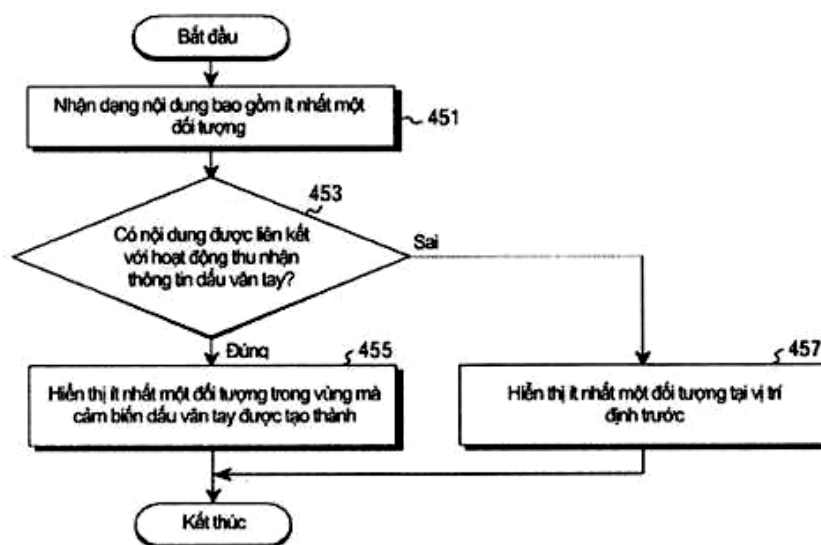 Bắt đầu
Nhận dạng nội dung bao gồm ít nhất một
đối tượng
451
453
Có nội dung được liên kết
với hoạt động thu nhận
thông tin dấu vân tay?
Sai
Đúng
455
Hiển thị ít nhất một đối tượng trong vùng mà
cảm biến dấu vân tay được tạo thành
457
Hiển thị ít nhất một đối tượng tại vị trí
định trước
Kết thúc